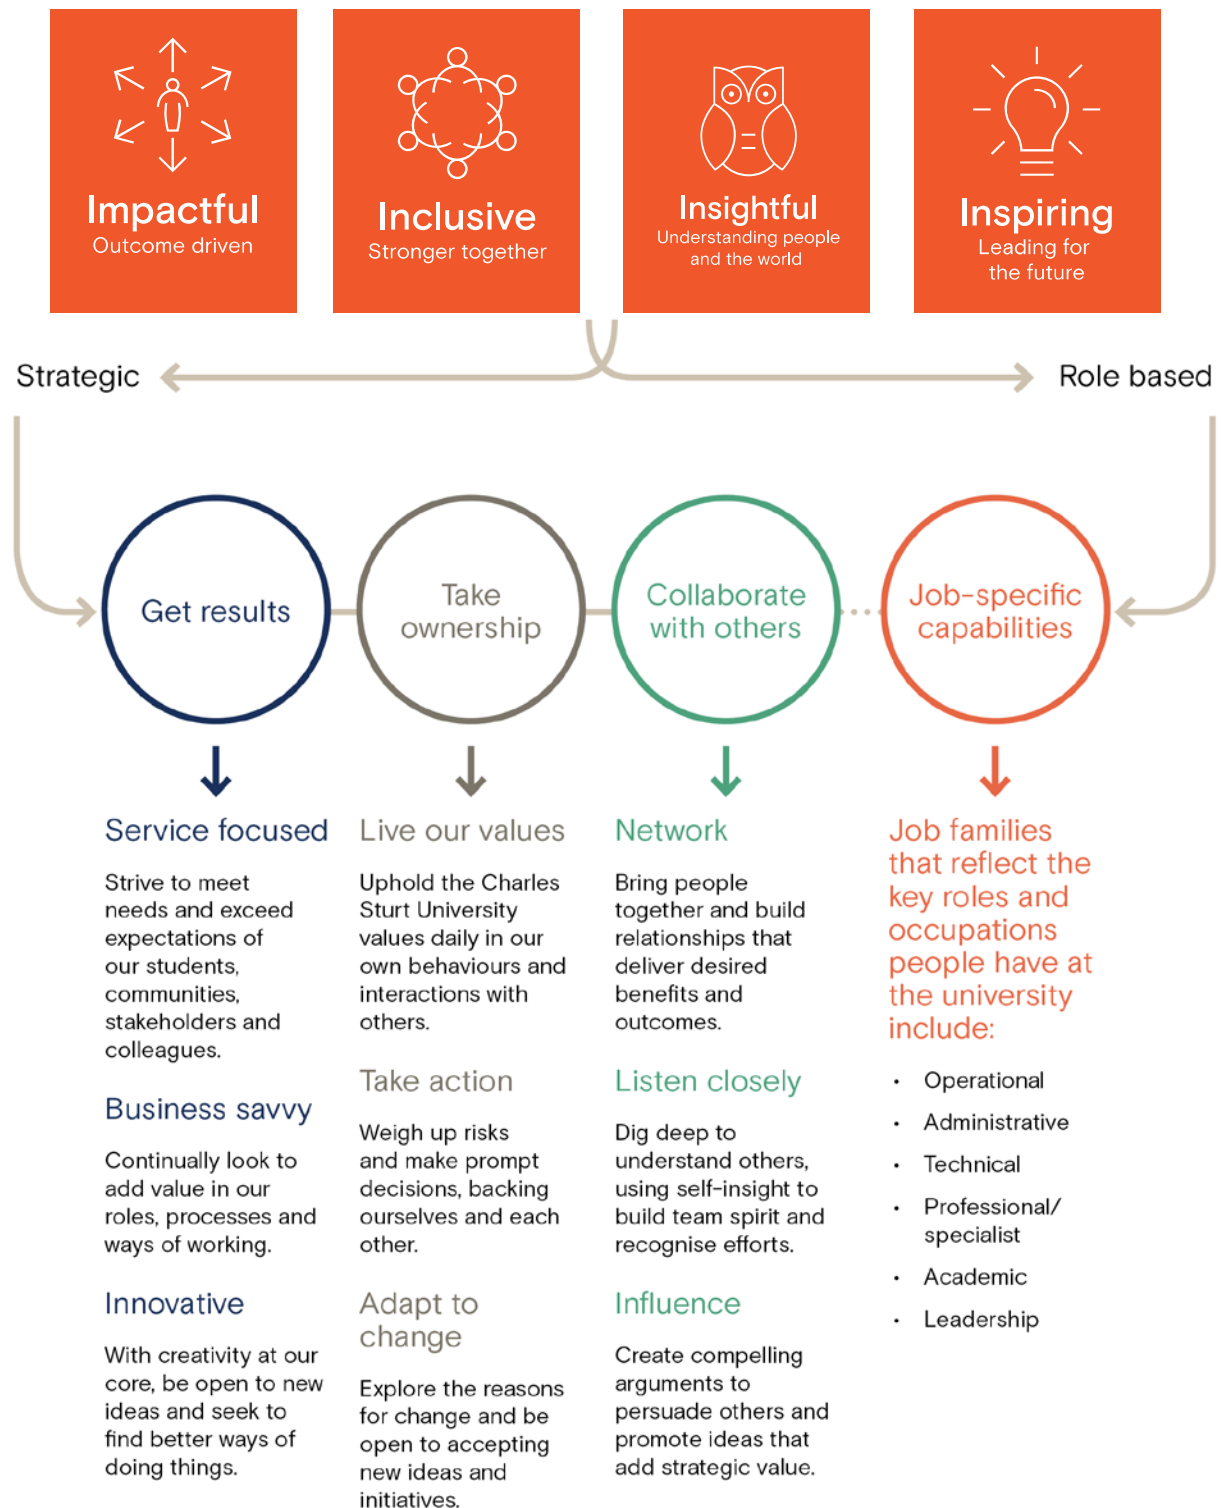 Impactful
Outcome driven
Inclusive
Stronger together
Insightful
Understanding people
and the world
Inspiring
Leading for
the future
Strategic
Role based
Get results
Take
ownership
Collaborate
with others
Job-specific
capabilities
Service focused
Strive to meet
needs and exceed
expectations of
our students,
communities,
stakeholders and
colleagues.
Business savvy
Continually look to
add value in our
roles, processes and
ways of working.
Innovative
With creativity at our
core, be open to new
ideas and seek to
find better ways of
doing things.
Live our values
Uphold the Charles
Sturt University
values daily in our
own behaviours and
interactions with
others.
Take action
Weigh up risks
and make prompt
decisions, backing
ourselves and each
other.
Adapt to
change
Explore the reasons
for change and be
open to accepting
new ideas and
initiatives.
Network
Bring people
together and build
relationships that
deliver desired
benefits and
outcomes.
Listen closely
Dig deep to
understand others,
using self-insight to
build team spirit and
recognise efforts.
Influence
Create compelling
arguments to
persuade others and
promote ideas that
add strategic value.
Job families
that reflect the
key roles and
occupations
people have at
the university
include:
• Operational
• Administrative
• Technical
• Professional/
specialist
• Academic
• Leadership